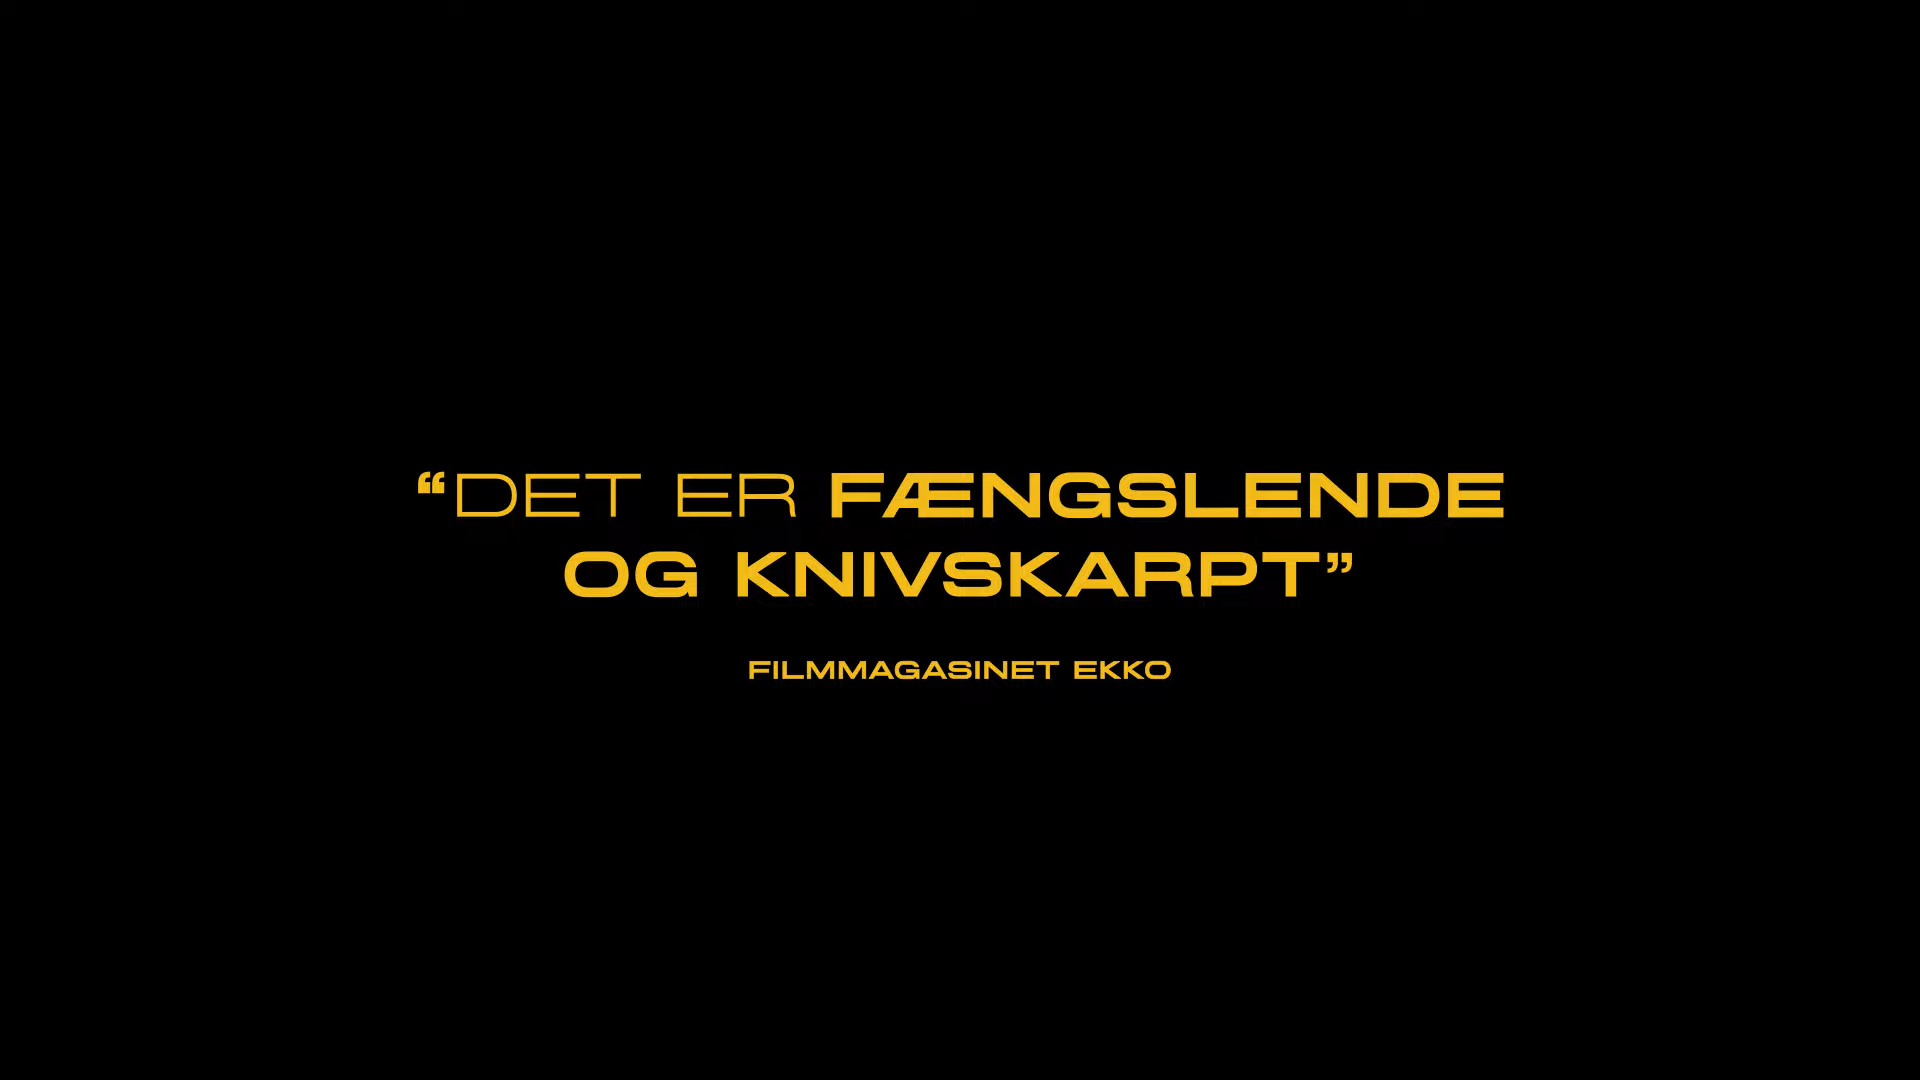 “DET ER FÆNGSLENDE
OG KNIVSKARPT”
FILMMAGASINET EKKO